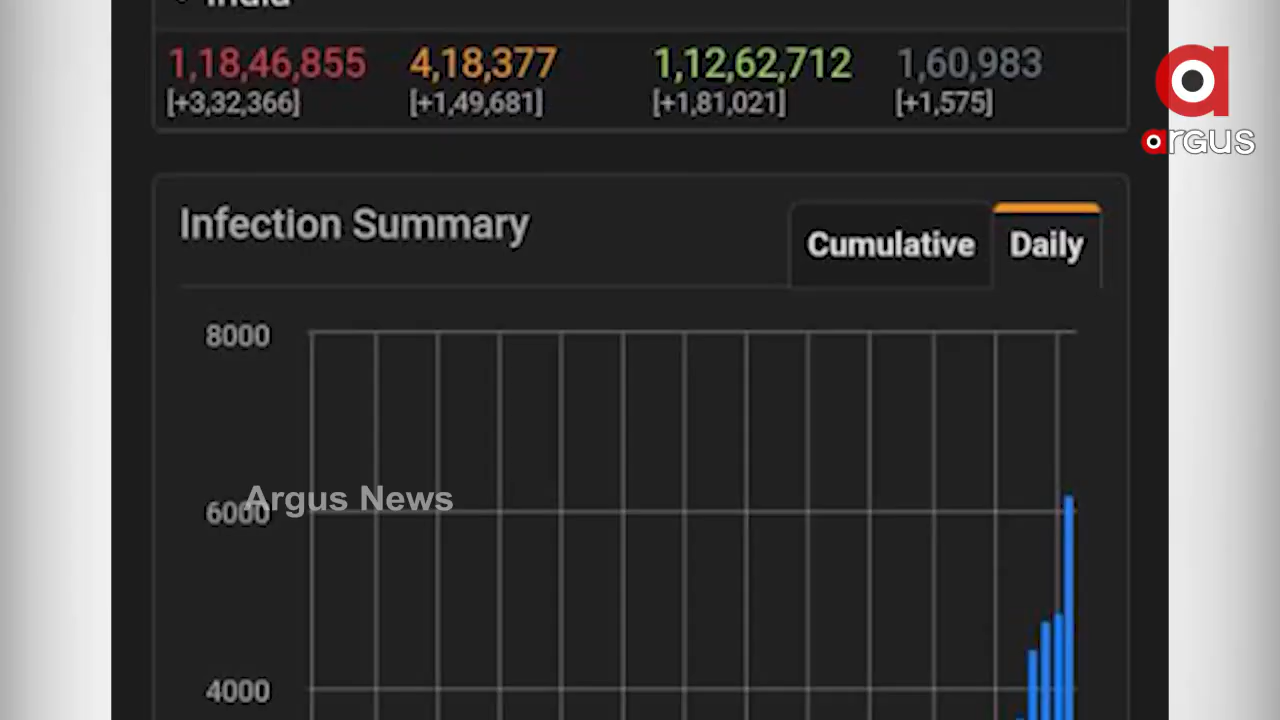 India
1,18,46,855 4,18,377 1,12,62,712 1,60,983
[+3,32,366] [+1,49,681] [+1,81,021] [+1,575]
argus
Infection Summary
Cumulative Daily
8000
6000
Argus News
4000